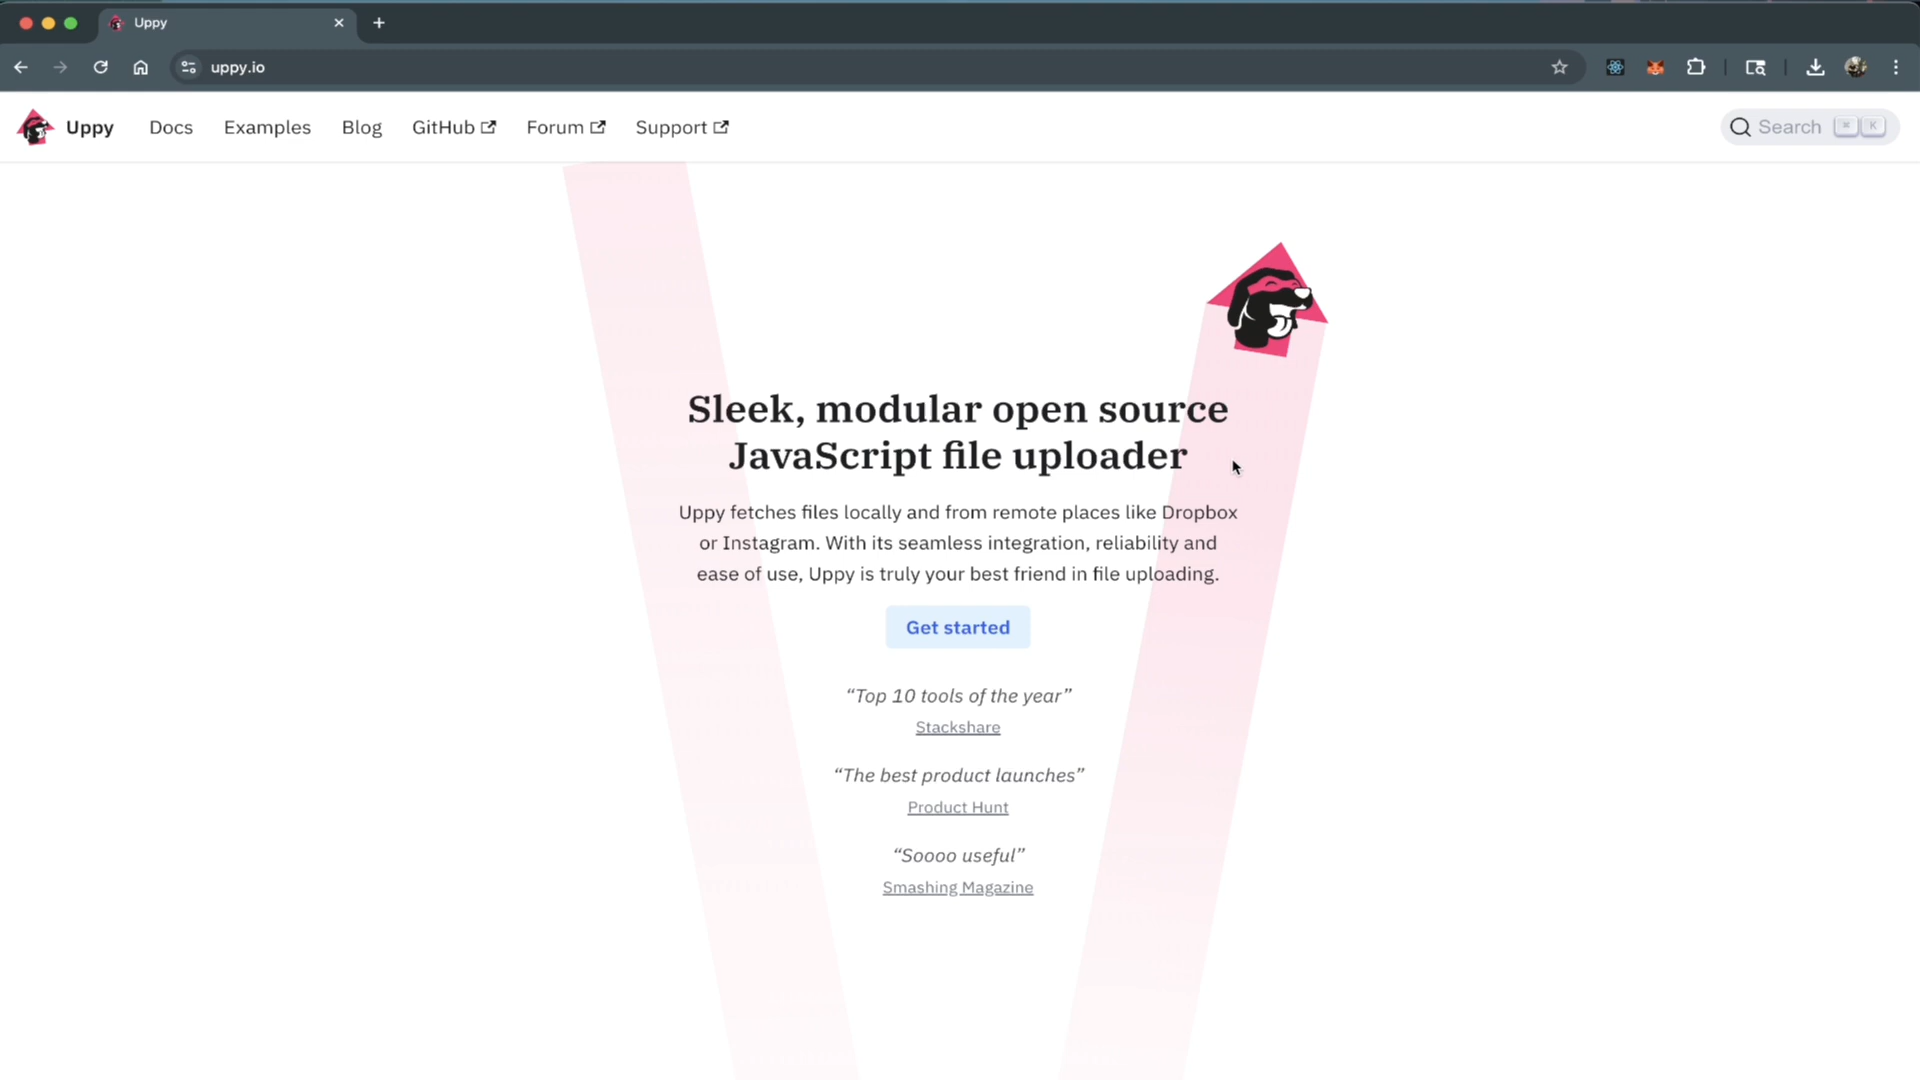 Uppy
uppy.io
Uppy Docs Examples Blog GitHub Forum Support Search ⌘ K
Sleek, modular open source
JavaScript file uploader
Uppy fetches files locally and from remote places like Dropbox
or Instagram. With its seamless integration, reliability and
ease of use, Uppy is truly your best friend in file uploading.
Get started
“Top 10 tools of the year”
Stackshare
“The best product launches”
Product Hunt
“Soooo useful”
Smashing Magazine